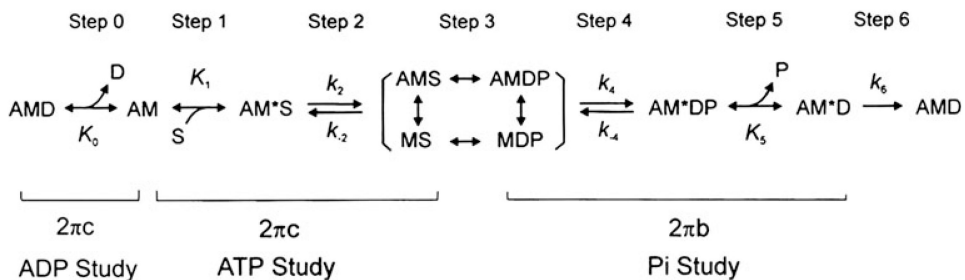 Step 0 Step 1 Step 2 Step 3 Step 4 Step 5 Step 6
D K₁ k₂ AMS AMDP k₄ P k₆
AMD AM AM*S AM*DP AM*D AMD
K₀ S k₋₂ MS MDP k₋₄ K₅
2πc 2πc 2πb
ADP Study ATP Study Pi Study